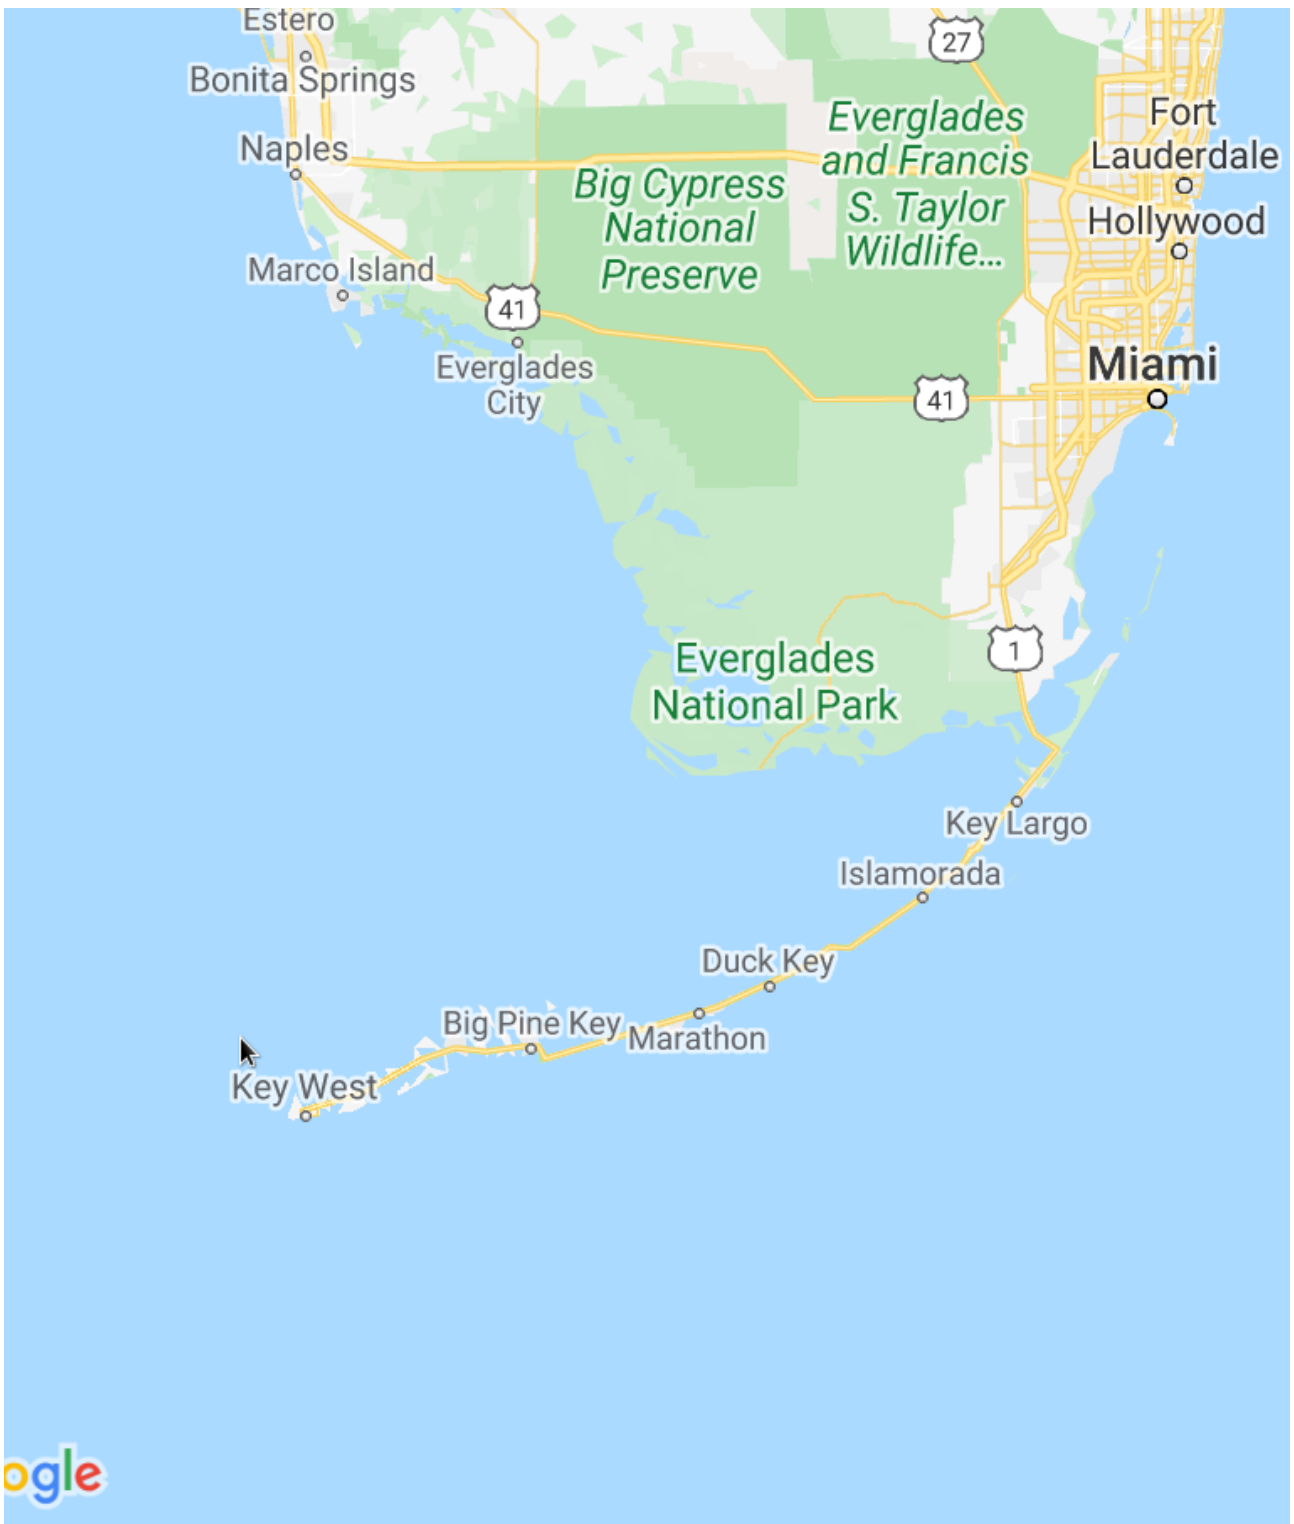 Estero
27
Bonita Springs
Fort
Lauderdale
Everglades
and Francis
S. Taylor
Wildlife...
Naples
Big Cypress
National
Preserve
Hollywood
Marco Island
41
Everglades
City
Miami
41
1
Everglades
National Park
Key Largo
Islamorada
Duck Key
Big Pine Key
Marathon
Key West
ogle